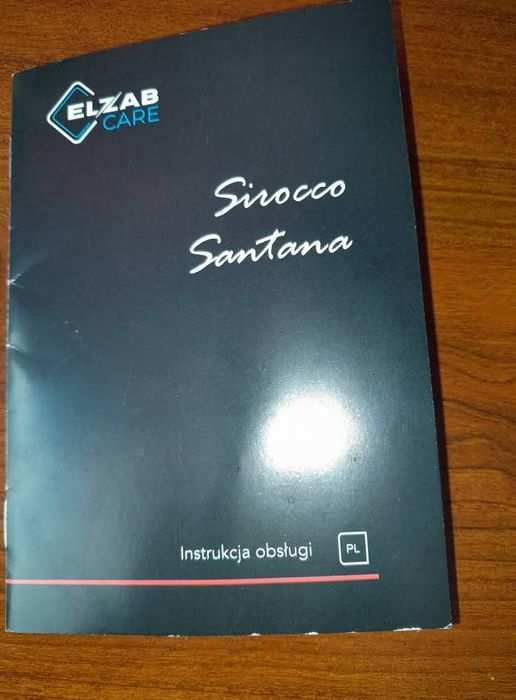 ELZAB
CARE
Sirocco
Santana
Instrukcja obsługi PL